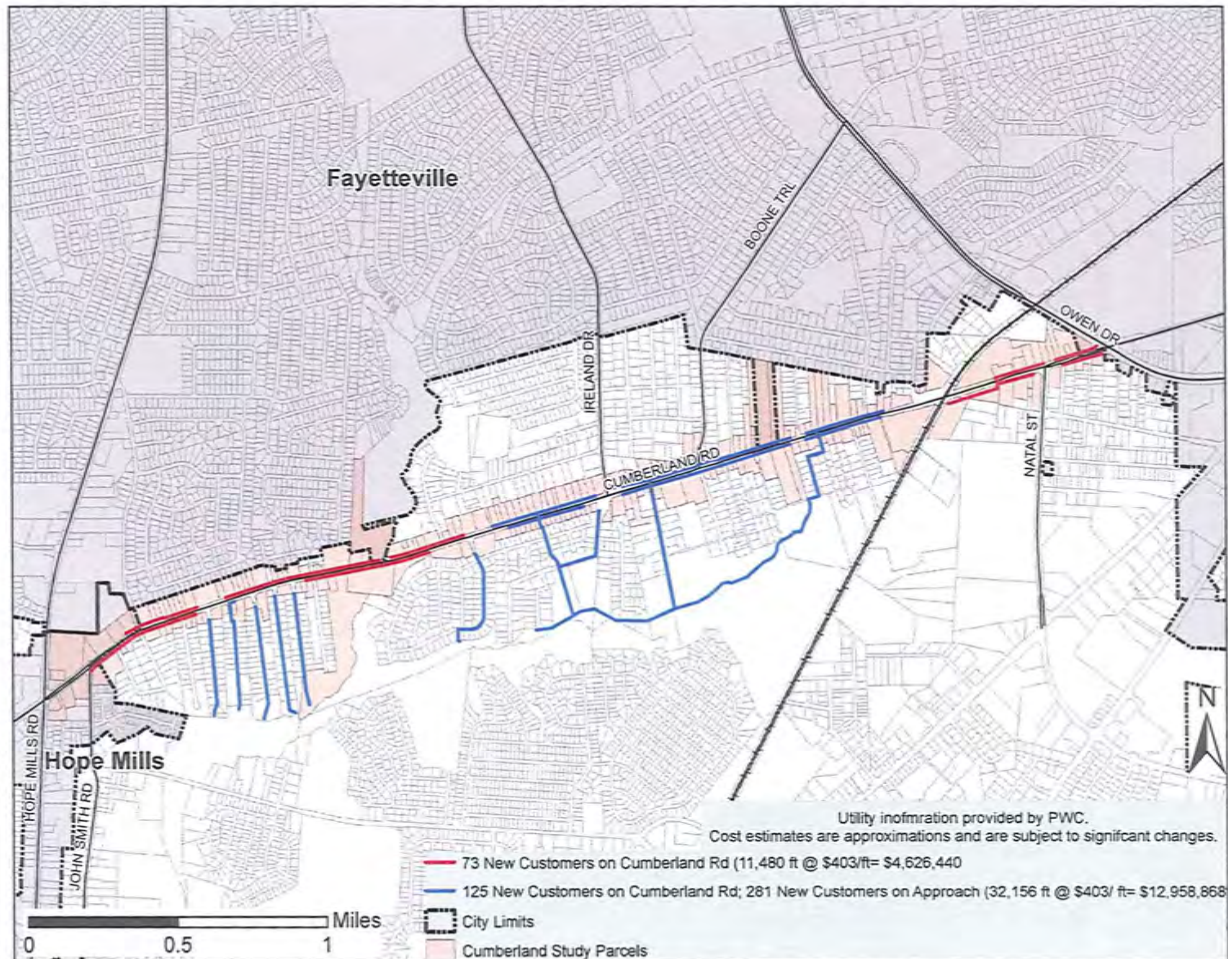 Fayetteville
BOONE TRL
OWEN DR
IRELAND DR
CUMBERLAND RD
NATAL ST
Hope Mills
HOPE MILLS RD
JOHN SMITH RD
N
Utility inofmration provided by PWC.
Cost estimates are approximations and are subject to signifcant changes.
73 New Customers on Cumberland Rd (11,480 ft @ $403/ft= $4,626,440
125 New Customers on Cumberland Rd; 281 New Customers on Approach (32,156 ft @ $403/ ft= $12,958,868
City Limits
Cumberland Study Parcels
Miles
0 0.5 1